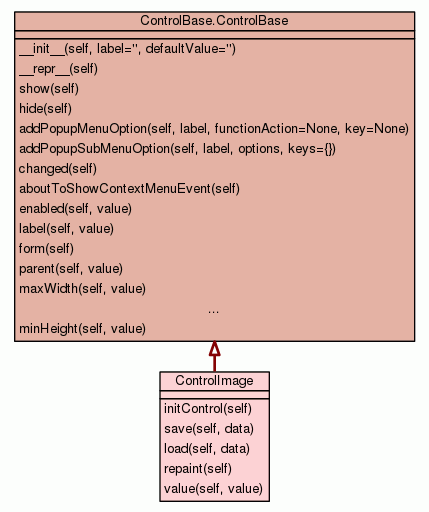 ControlBase.ControlBase
__init__(self, label='', defaultValue='')
__repr__(self)
show(self)
hide(self)
addPopupMenuOption(self, label, functionAction=None, key=None)
addPopupSubMenuOption(self, label, options, keys={})
changed(self)
aboutToShowContextMenuEvent(self)
enabled(self, value)
label(self, value)
form(self)
parent(self, value)
maxWidth(self, value)
...
minHeight(self, value)
ControlImage
initControl(self)
save(self, data)
load(self, data)
repaint(self)
value(self, value)